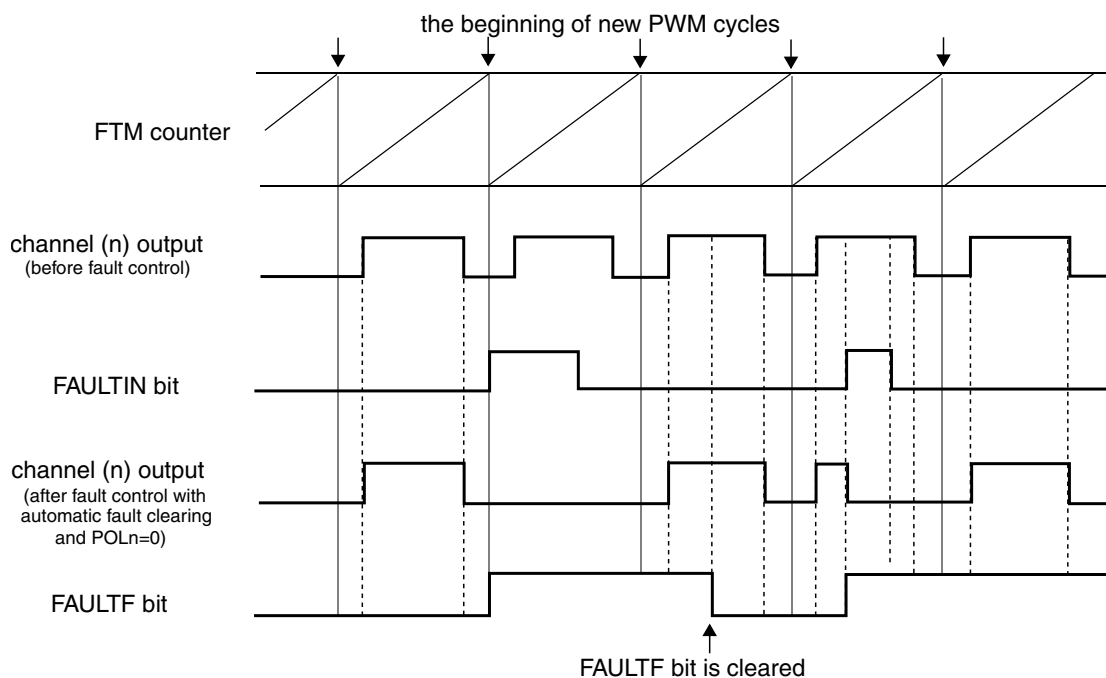 the beginning of new PWM cycles
FTM counter
channel (n) output
(before fault control)
FAULTIN bit
channel (n) output
(after fault control with
automatic fault clearing
and POLn=0)
FAULTF bit
FAULTF bit is cleared